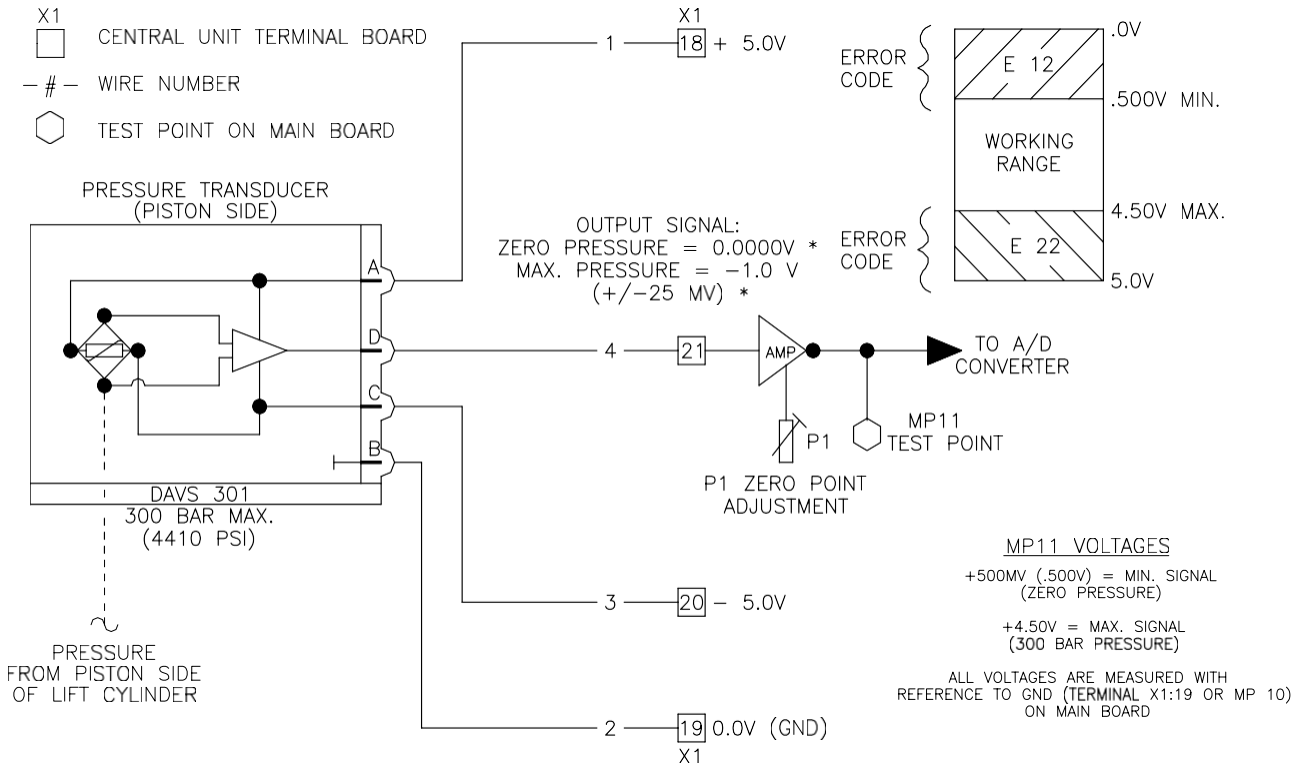 X1
CENTRAL UNIT TERMINAL BOARD
-#- WIRE NUMBER
TEST POINT ON MAIN BOARD
PRESSURE TRANSDUCER
(PISTON SIDE)
A
D
C
B
DAVS 301
300 BAR MAX.
(4410 PSI)
PRESSURE
FROM PISTON SIDE
OF LIFT CYLINDER
X1
1 18 + 5.0V
OUTPUT SIGNAL:
ZERO PRESSURE = 0.0000V *
MAX. PRESSURE = -1.0 V
(+/-25 MV) *
4 21
AMP
P1
P1 ZERO POINT
ADJUSTMENT
MP11
TEST POINT
TO A/D
CONVERTER
3 20 - 5.0V
2 19 0.0V (GND)
X1
ERROR
CODE
E 12
.0V
.500V MIN.
WORKING
RANGE
4.50V MAX.
ERROR
CODE
E 22
5.0V
MP11 VOLTAGES
+500MV (.500V) = MIN. SIGNAL
(ZERO PRESSURE)
+4.50V = MAX. SIGNAL
(300 BAR PRESSURE)
ALL VOLTAGES ARE MEASURED WITH
REFERENCE TO GND (TERMINAL X1:19 OR MP 10)
ON MAIN BOARD